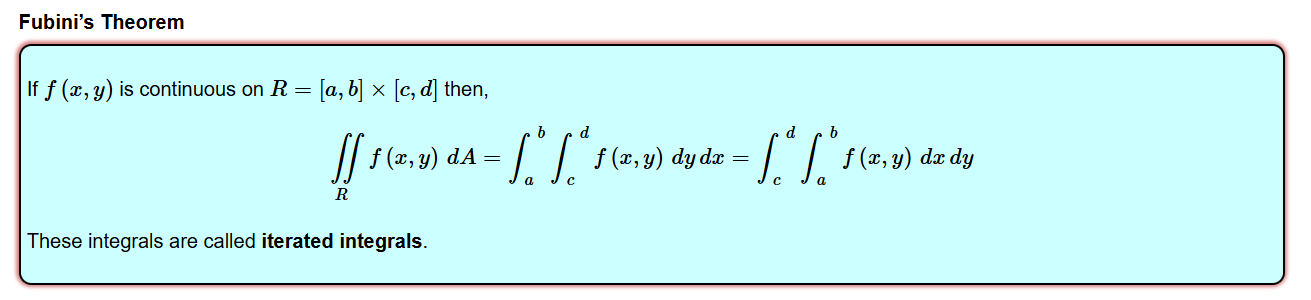 Fubini's Theorem
If f (x, y) is continuous on R = [a, b] × [c, d] then,
∬_R f (x, y) dA = ∫_a^b ∫_c^d f (x, y) dy dx = ∫_c^d ∫_a^b f (x, y) dx dy
These integrals are called iterated integrals.